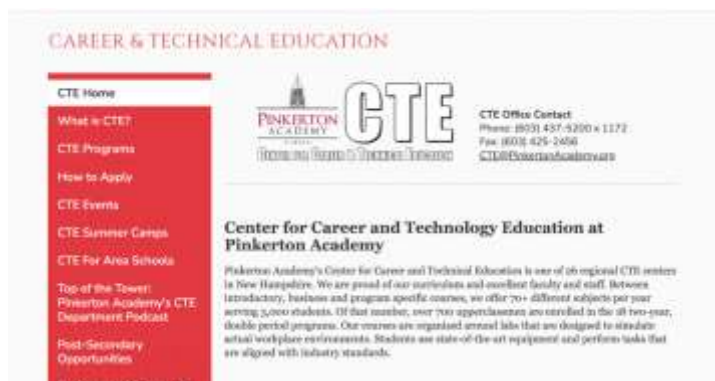 CAREER & TECHNICAL EDUCATION
CTE Home
What is CTE?
CTE Programs
How to Apply
CTE Events
CTE Summer Camps
CTE For Area Schools
Top of the Tower:
Pinkerton Academy's CTE
Department Podcast
Post-Secondary
Opportunities
PINKERTON
ACADEMY
CTE
CTE Office Contact
Phone: (603) 437-5200 x 1172
Fax: (603) 425-2456
CTE@PinkertonAcademy.org
Center for Career and Technology Education at
Pinkerton Academy
Pinkerton Academy's Center for Career and Technical Education is one of 26 regional CTE centers
in New Hampshire. We are proud of our curriculum and excellent faculty and staff. Between
introductory, business and program specific courses, we offer 70+ different subjects per year
serving 3,000 students. Of that number, over 700 upperclassmen are enrolled in the 18 two-year,
double period programs. Our courses are organized around labs that are designed to simulate
actual workplace environments. Students use state-of-the-art equipment and perform tasks that
are aligned with industry standards.